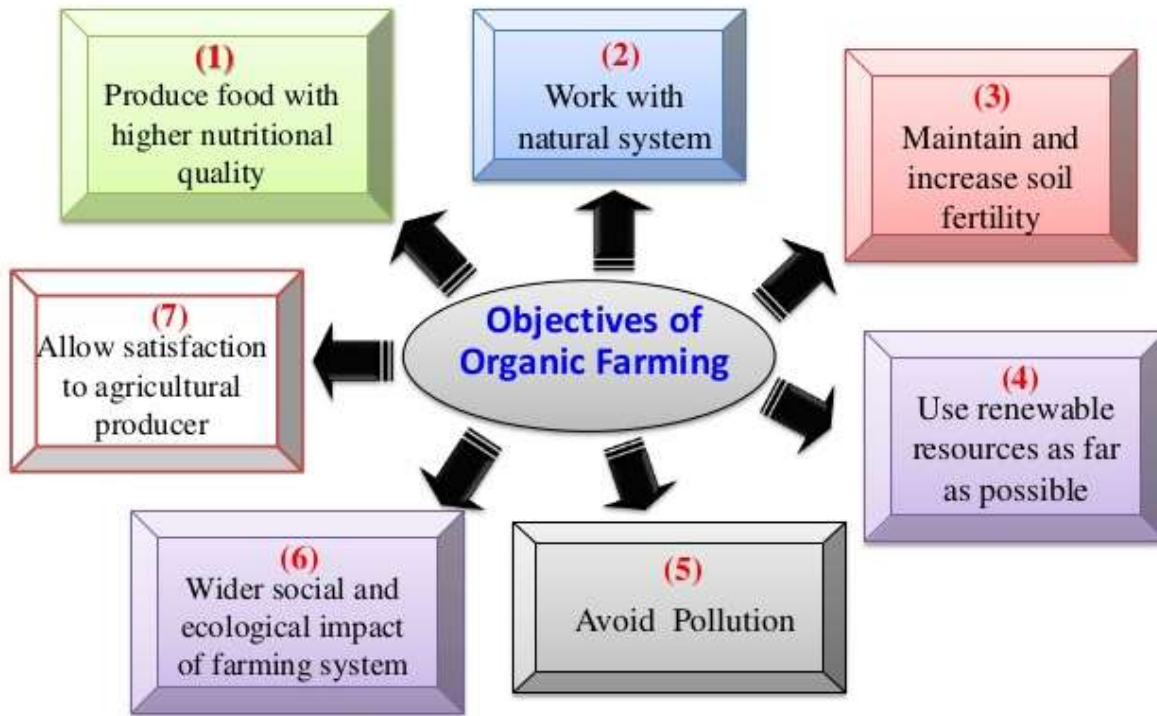 (1)
Produce food with
higher nutritional
quality
(2)
Work with
natural system
(3)
Maintain and
increase soil
fertility
Objectives of
Organic Farming
(7)
Allow satisfaction
to agricultural
producer
(4)
Use renewable
resources as far
as possible
(6)
Wider social and
ecological impact
of farming system
(5)
Avoid Pollution